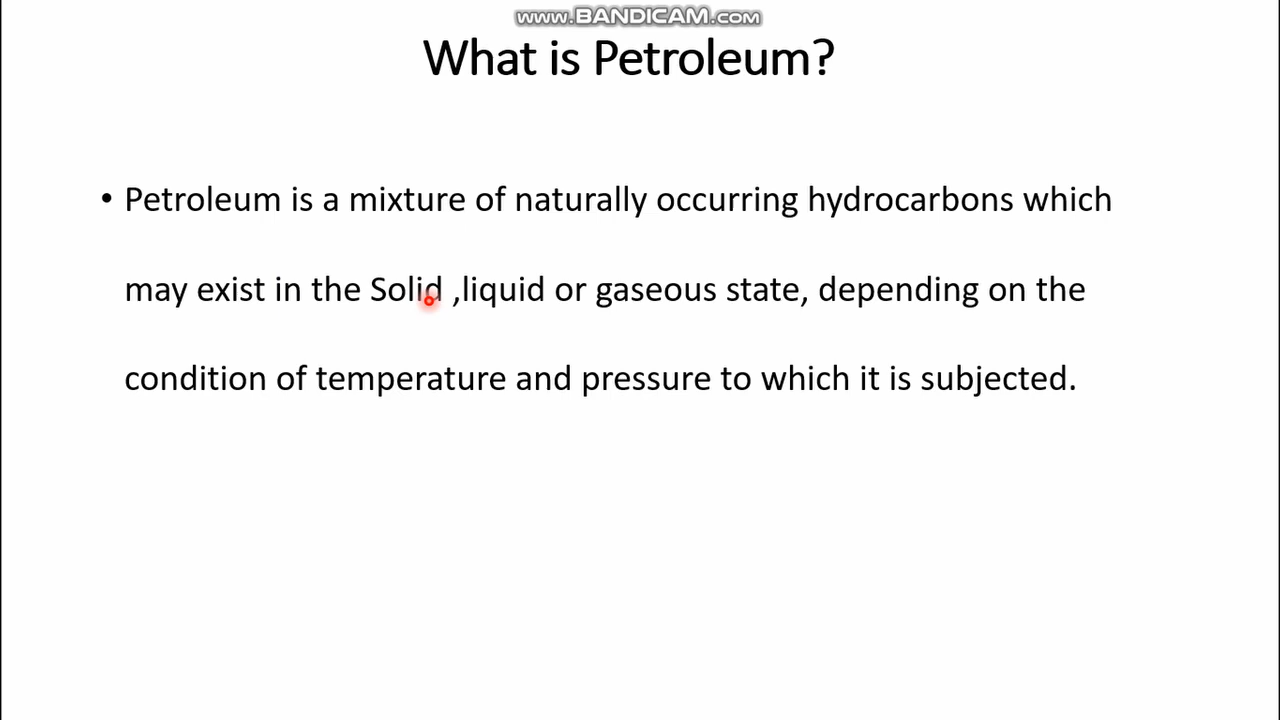 www.BANDICAM.com
What is Petroleum?
• Petroleum is a mixture of naturally occurring hydrocarbons which
may exist in the Solid ,liquid or gaseous state, depending on the
condition of temperature and pressure to which it is subjected.